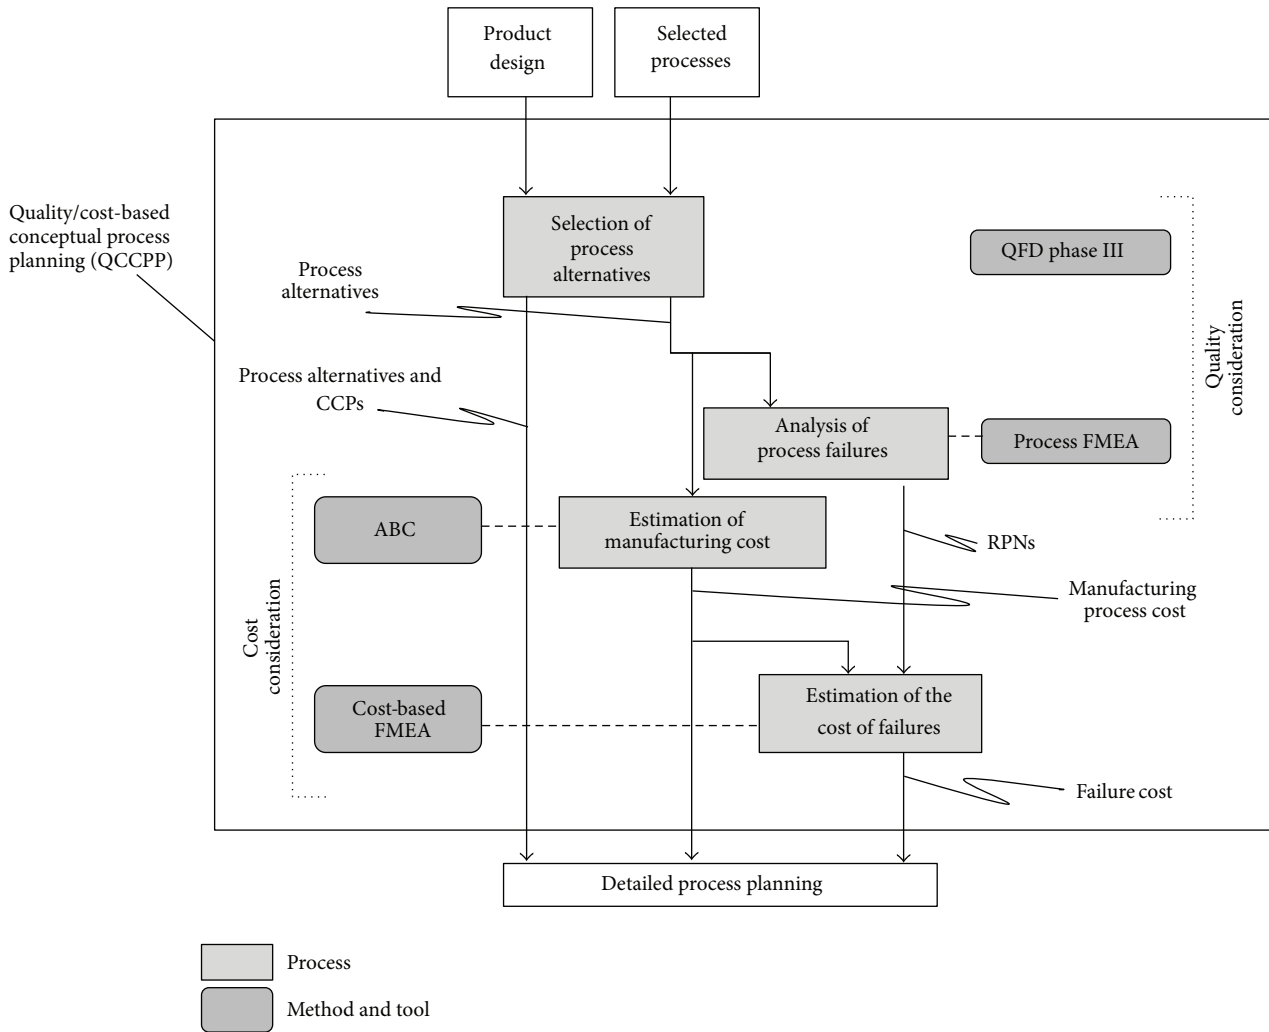 Product
design
Selected
processes
Quality/cost-based
conceptual process
planning (QCCPP)
Selection of
process
alternatives
QFD phase III
Process
alternatives
Quality
consideration
Process alternatives and
CCPs
Analysis of
process failures
Process FMEA
ABC
Estimation of
manufacturing cost
RPNs
Manufacturing
process cost
Cost
consideration
Cost-based
FMEA
Estimation of the
cost of failures
Failure cost
Detailed process planning
Process
Method and tool